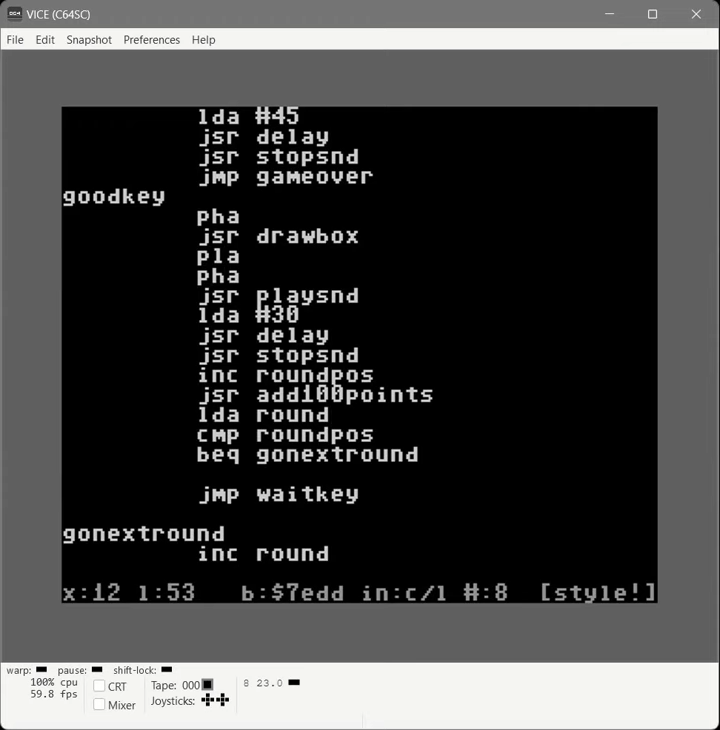 VICE (C64SC)
File Edit Snapshot Preferences Help
lda #45
jsr delay
jsr stopsnd
jmp gameover
goodkey
pha
jsr drawbox
pla
pha
jsr playsnd
lda #30
jsr delay
jsr stopsnd
inc roundpos
jsr add100points
lda round
cmp roundpos
beq gonextround
jmp waitkey
gonextround
inc round
x:12 l:53 b:$7edd in:c/l #:8 [style!]
warp: pause: shift-lock:
100% cpu CRT Tape: 000 8 23.0
59.8 fps Mixer Joysticks: